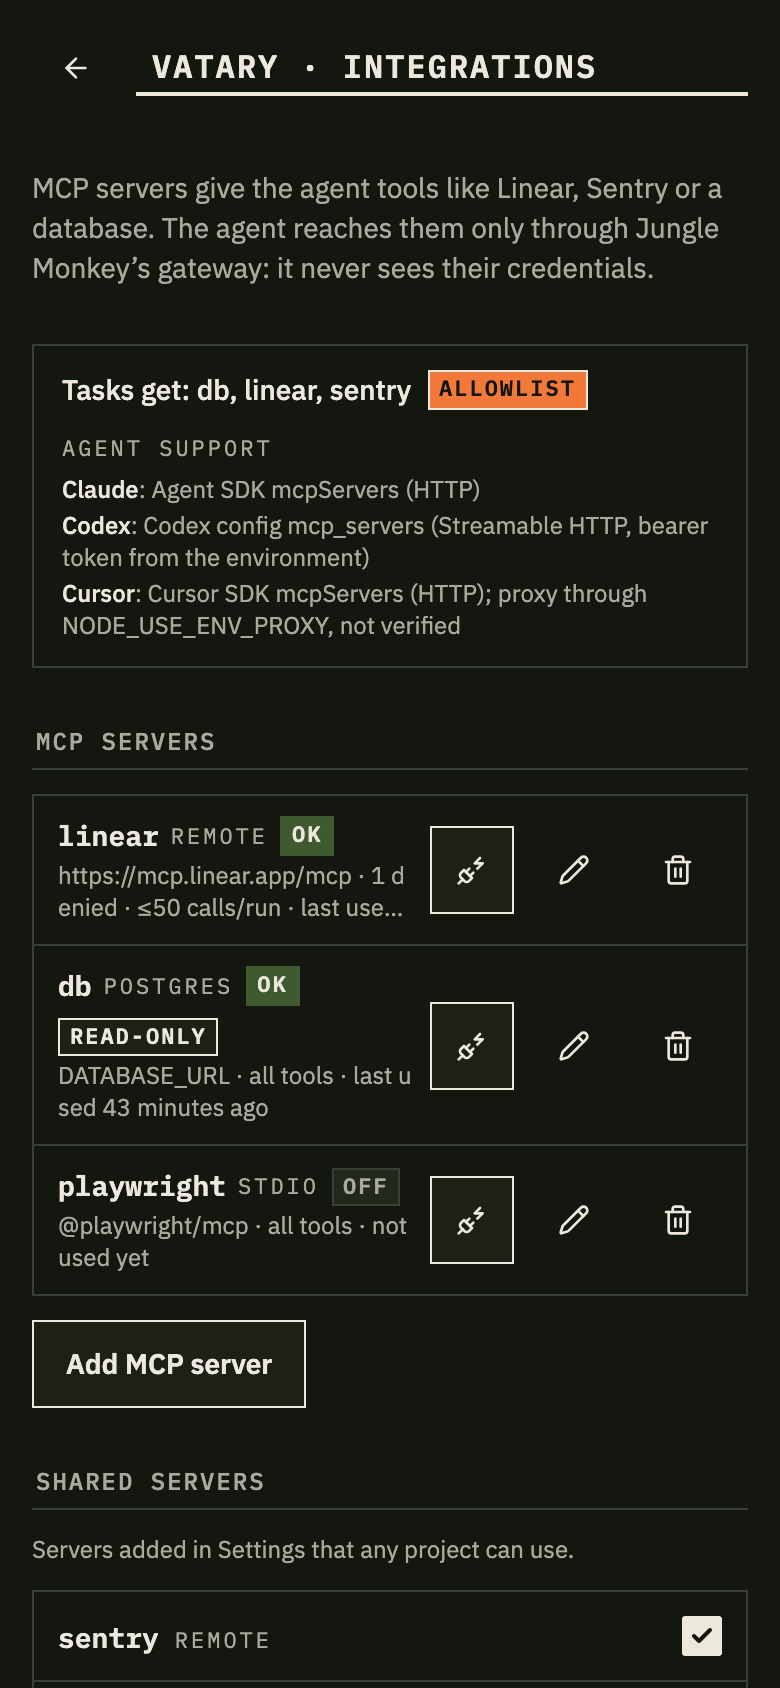 VATARY · INTEGRATIONS
MCP servers give the agent tools like Linear, Sentry or a
database. The agent reaches them only through Jungle
Monkey’s gateway: it never sees their credentials.
Tasks get: db, linear, sentry ALLOWLIST
AGENT SUPPORT
Claude: Agent SDK mcpServers (HTTP)
Codex: Codex config mcp_servers (Streamable HTTP, bearer
token from the environment)
Cursor: Cursor SDK mcpServers (HTTP); proxy through
NODE_USE_ENV_PROXY, not verified
MCP SERVERS
linear REMOTE OK
https://mcp.linear.app/mcp · 1 d
enied · ≤50 calls/run · last use…
db POSTGRES OK
READ-ONLY
DATABASE_URL · all tools · last u
sed 43 minutes ago
playwright STDIO OFF
@playwright/mcp · all tools · not
used yet
Add MCP server
SHARED SERVERS
Servers added in Settings that any project can use.
sentry REMOTE